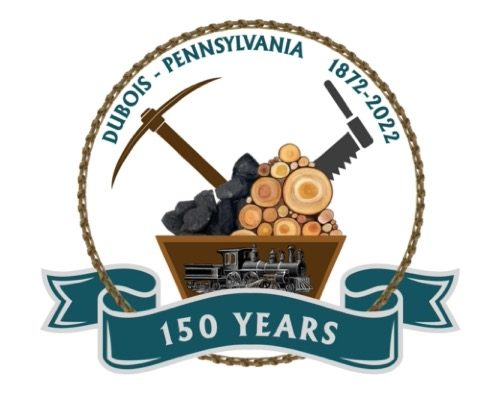 DUBOIS - PENNSYLVANIA 1872-2022
150 YEARS